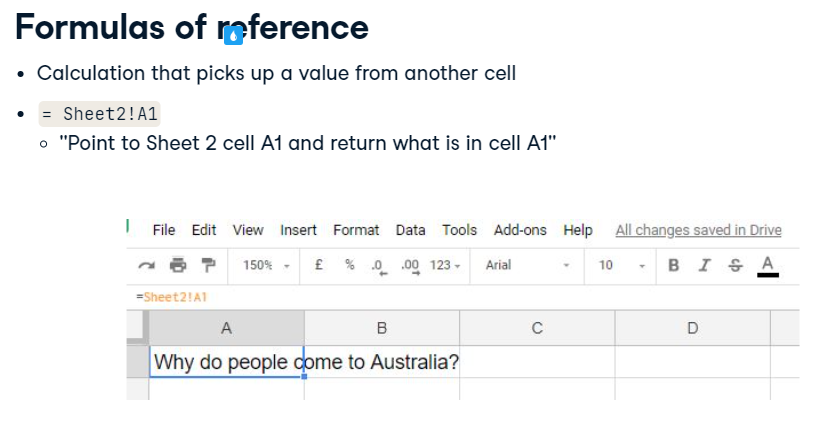 Formulas of reference
• Calculation that picks up a value from another cell
• = Sheet2!A1
○ "Point to Sheet 2 cell A1 and return what is in cell A1"
File Edit View Insert Format Data Tools Add-ons Help All changes saved in Drive
150% £ % .0 .00 123 Arial 10 B I S A
=Sheet2!A1
A B C D
Why do people come to Australia?